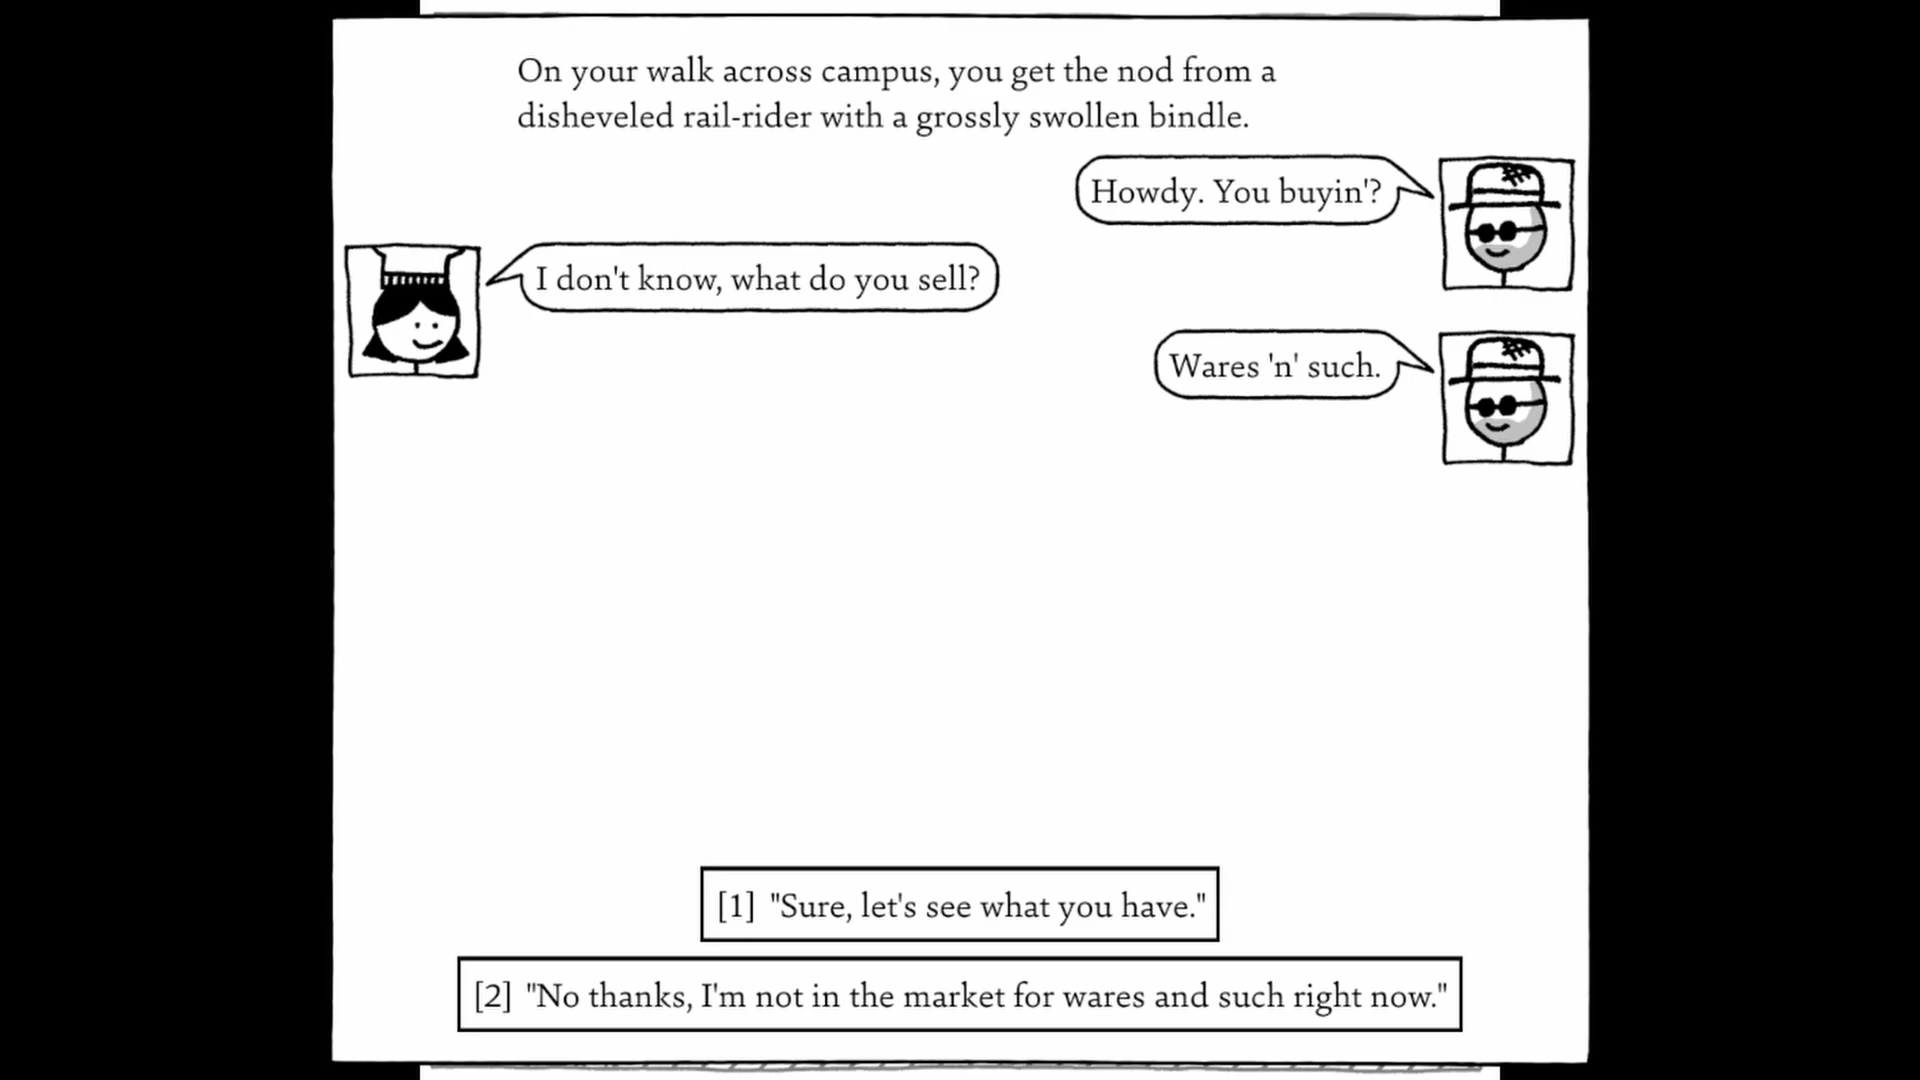 On your walk across campus, you get the nod from a
disheveled rail-rider with a grossly swollen bindle.
Howdy. You buyin'?
I don't know, what do you sell?
Wares 'n' such.
[1] "Sure, let's see what you have."
[2] "No thanks, I'm not in the market for wares and such right now."